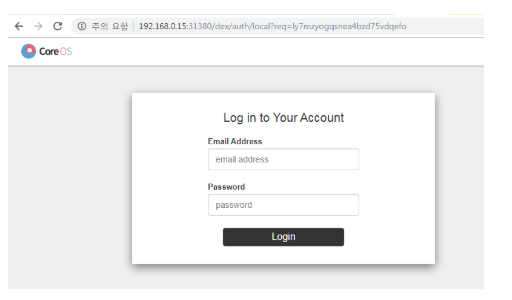 주의 요함 192.168.0.15:31380/dex/auth/local?req=ly7mzyogqsnea4bzd75vdqefo
CoreOS
Log in to Your Account
Email Address
email address
Password
password
Login